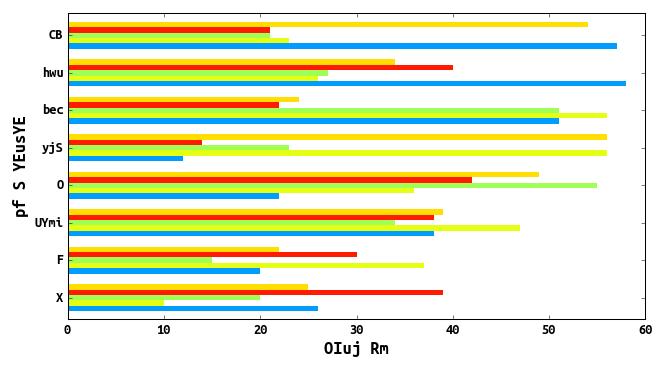 CB
hwu
bec
yjS
O
UYmi
F
X
pf S YEusYE
0 10 20 30 40 50 60
OIuj Rm